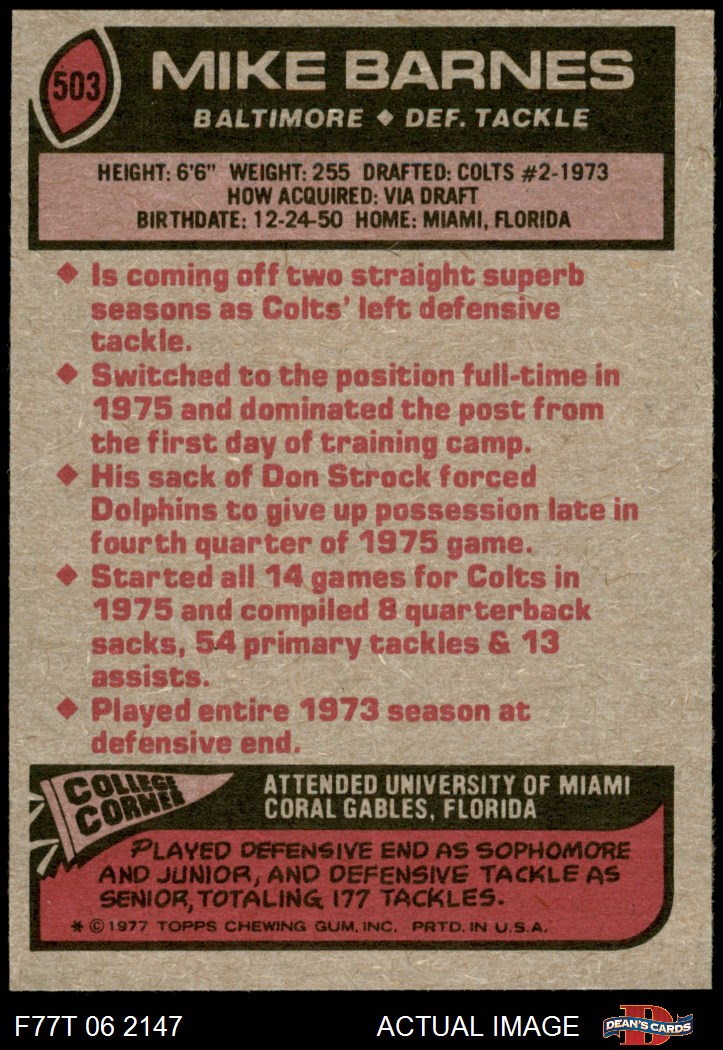 503
MIKE BARNES
BALTIMORE ♦ DEF. TACKLE
HEIGHT: 6'6" WEIGHT: 255 DRAFTED: COLTS #2-1973
HOW ACQUIRED: VIA DRAFT
BIRTHDATE: 12-24-50 HOME: MIAMI, FLORIDA
♦ Is coming off two straight superb
seasons as Colts' left defensive
tackle.
♦ Switched to the position full-time in
1975 and dominated the post from
the first day of training camp.
♦ His sack of Don Strock forced
Dolphins to give up possession late in
fourth quarter of 1975 game.
♦ Started all 14 games for Colts in
1975 and compiled 8 quarterback
sacks, 54 primary tackles & 13
assists.
♦ Played entire 1973 season at
defensive end.
COLLEGE
CORNER
ATTENDED UNIVERSITY OF MIAMI
CORAL GABLES, FLORIDA
PLAYED DEFENSIVE END AS SOPHOMORE
AND JUNIOR, AND DEFENSIVE TACKLE AS
SENIOR, TOTALING 177 TACKLES.
* © 1977 TOPPS CHEWING GUM, INC. PRTD. IN U.S.A.
F77T 06 2147 ACTUAL IMAGE
D
DEAN'S CARDS